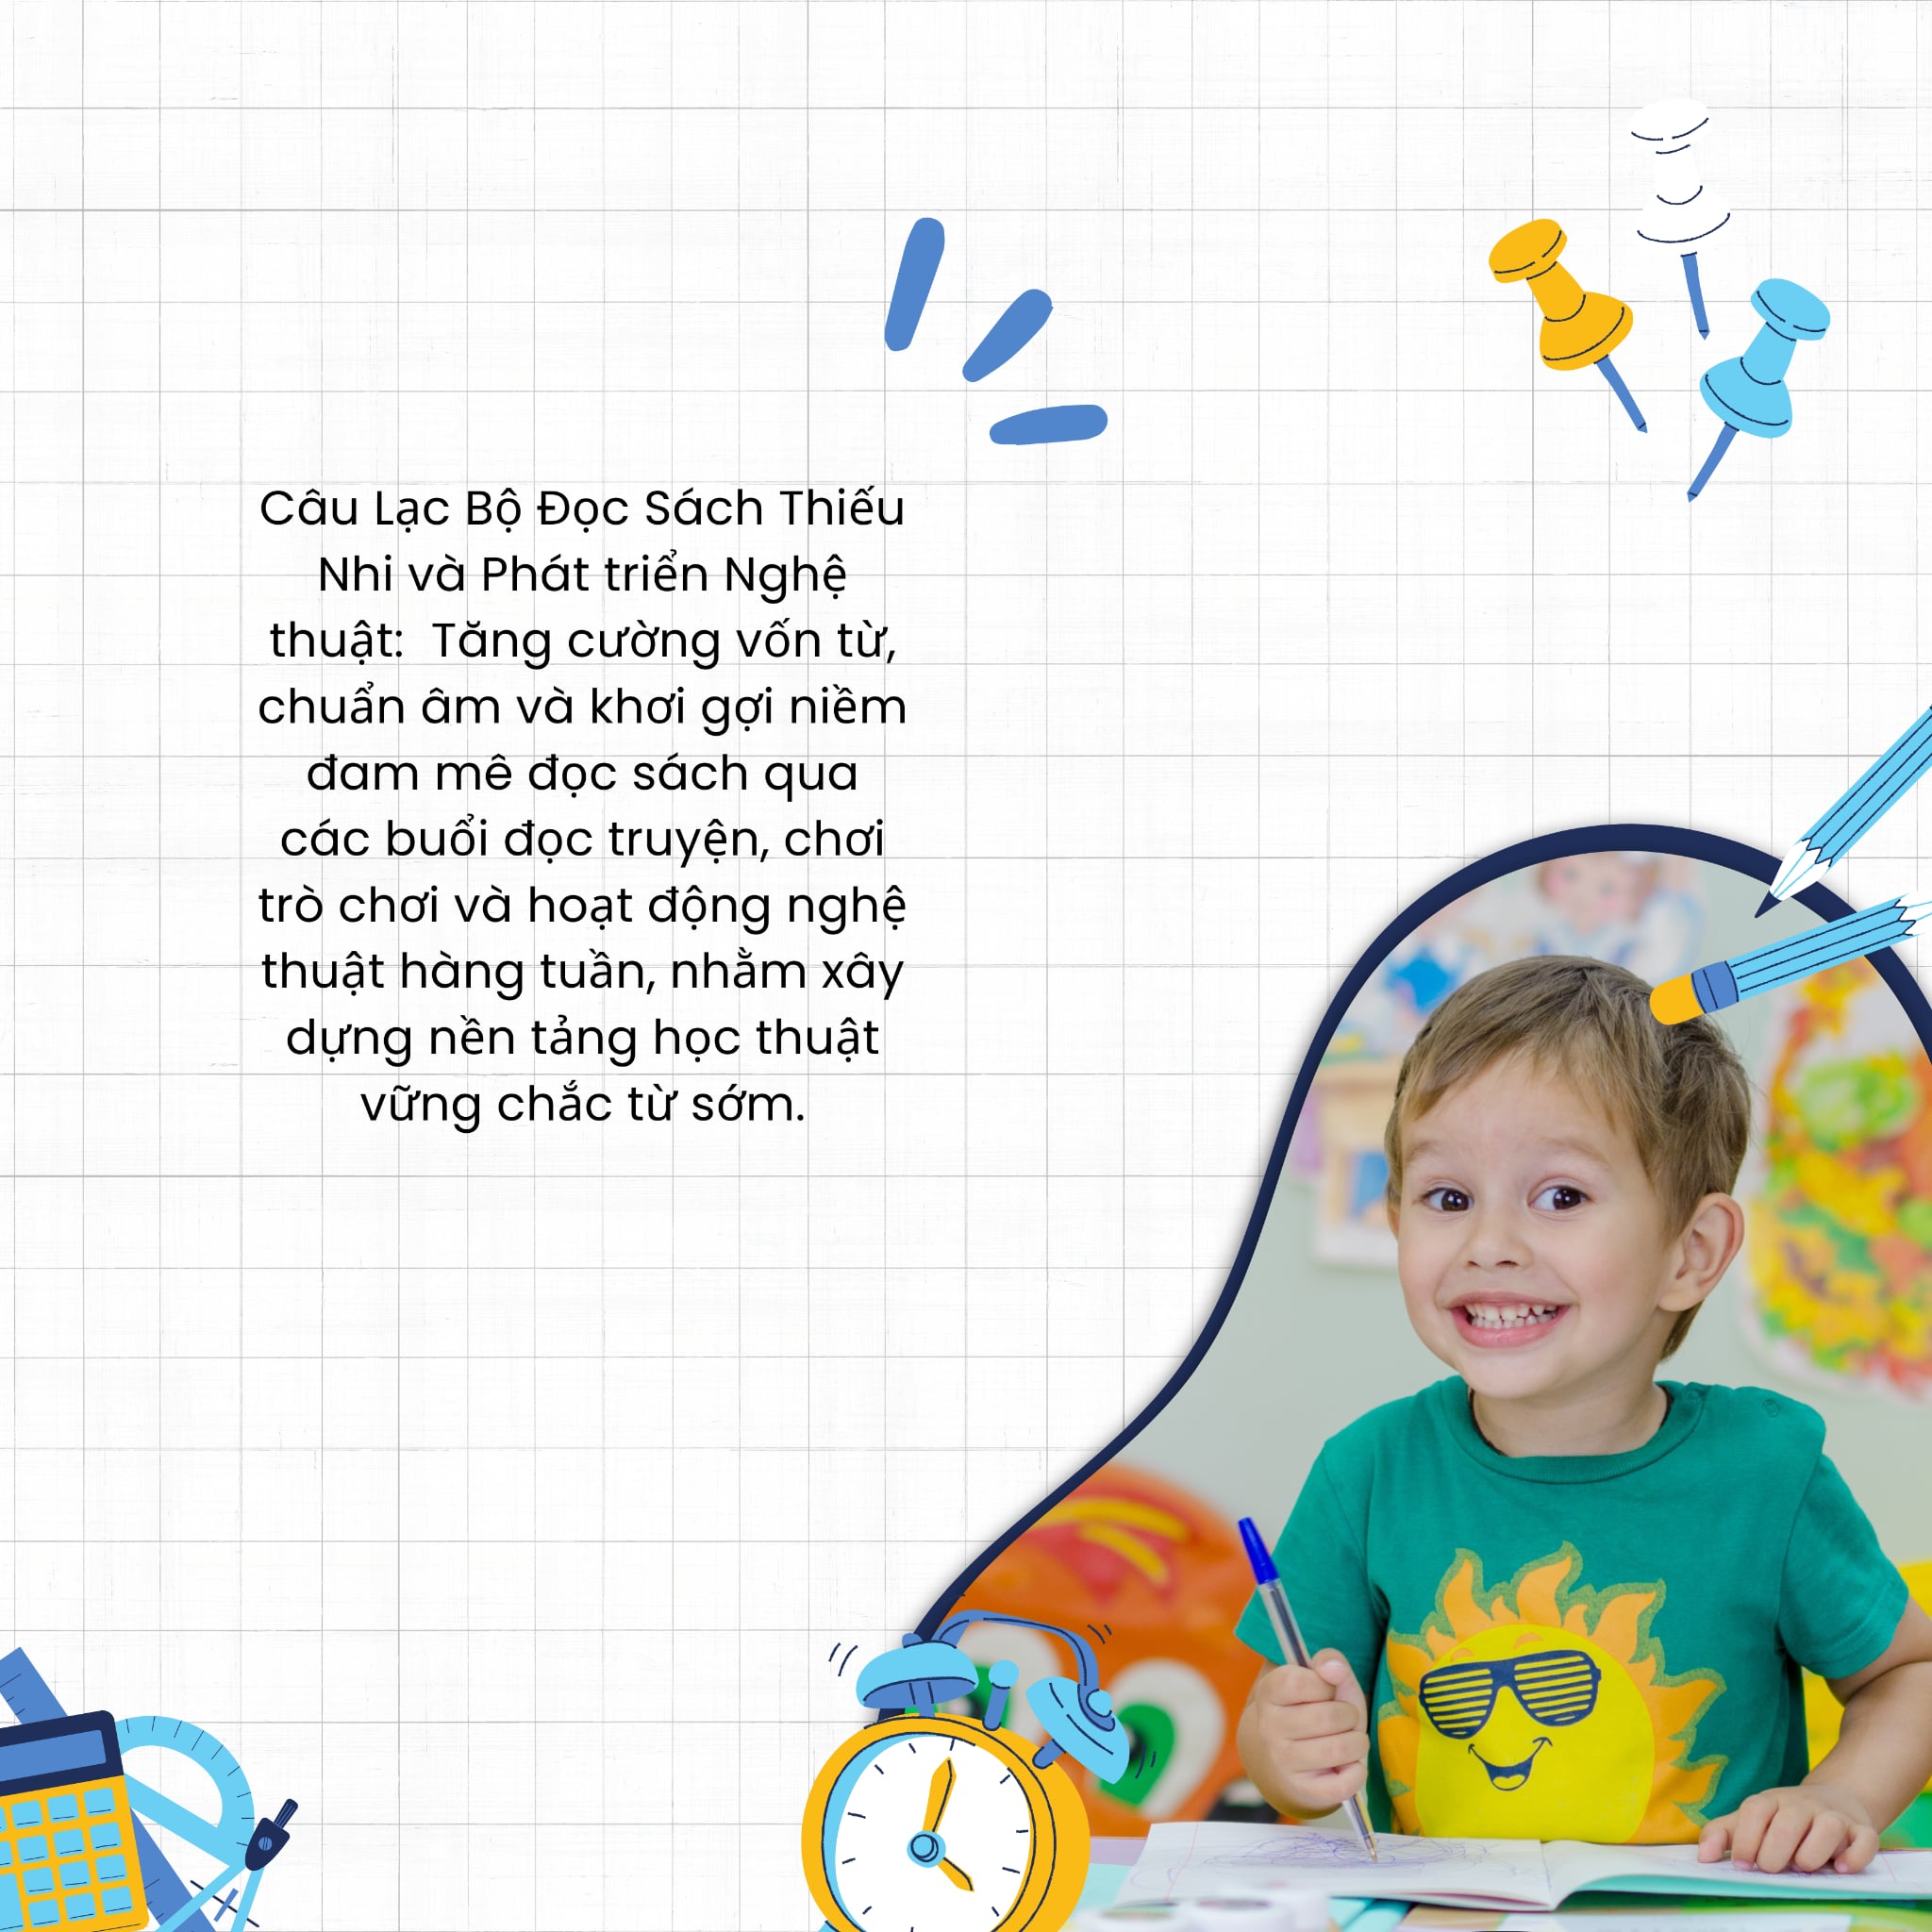 Câu Lạc Bộ Đọc Sách Thiếu
Nhi và Phát triển Nghệ
thuật:  Tăng cường vốn từ,
chuẩn âm và khơi gợi niềm
đam mê đọc sách qua
các buổi đọc truyện, chơi
trò chơi và hoạt động nghệ
thuật hàng tuần, nhằm xây
dựng nền tảng học thuật
vững chắc từ sớm.